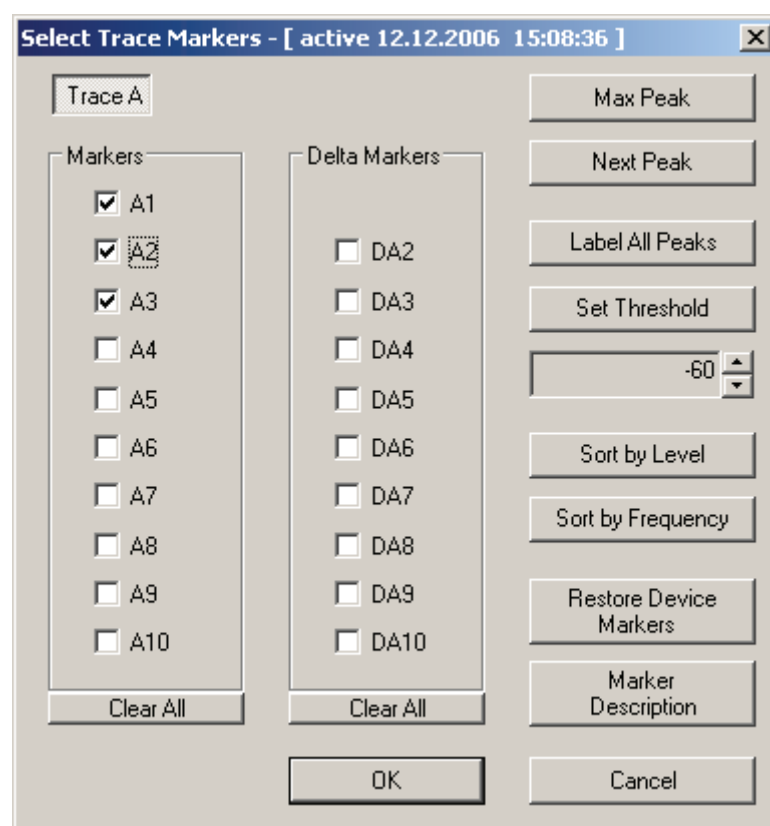 Select Trace Markers - [ active 12.12.2006 15:08:36 ]
Trace A
Markers
A1
A2
A3
A4
A5
A6
A7
A8
A9
A10
Clear All
Delta Markers
DA2
DA3
DA4
DA5
DA6
DA7
DA8
DA9
DA10
Clear All
Max Peak
Next Peak
Label All Peaks
Set Threshold
-60
Sort by Level
Sort by Frequency
Restore Device
Markers
Marker
Description
OK
Cancel